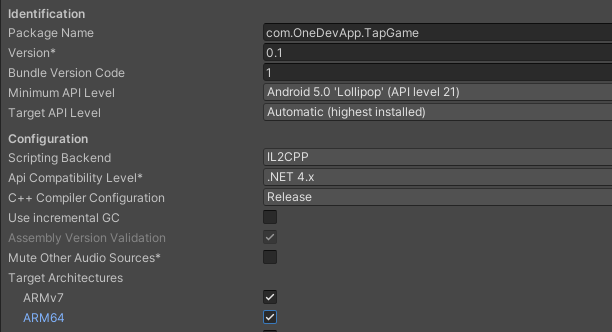 Identification
Package Name com.OneDevApp.TapGame
Version* 0.1
Bundle Version Code 1
Minimum API Level Android 5.0 'Lollipop' (API level 21)
Target API Level Automatic (highest installed)
Configuration
Scripting Backend IL2CPP
Api Compatibility Level* .NET 4.x
C++ Compiler Configuration Release
Use incremental GC
Assembly Version Validation
Mute Other Audio Sources*
Target Architectures
ARMv7
ARM64